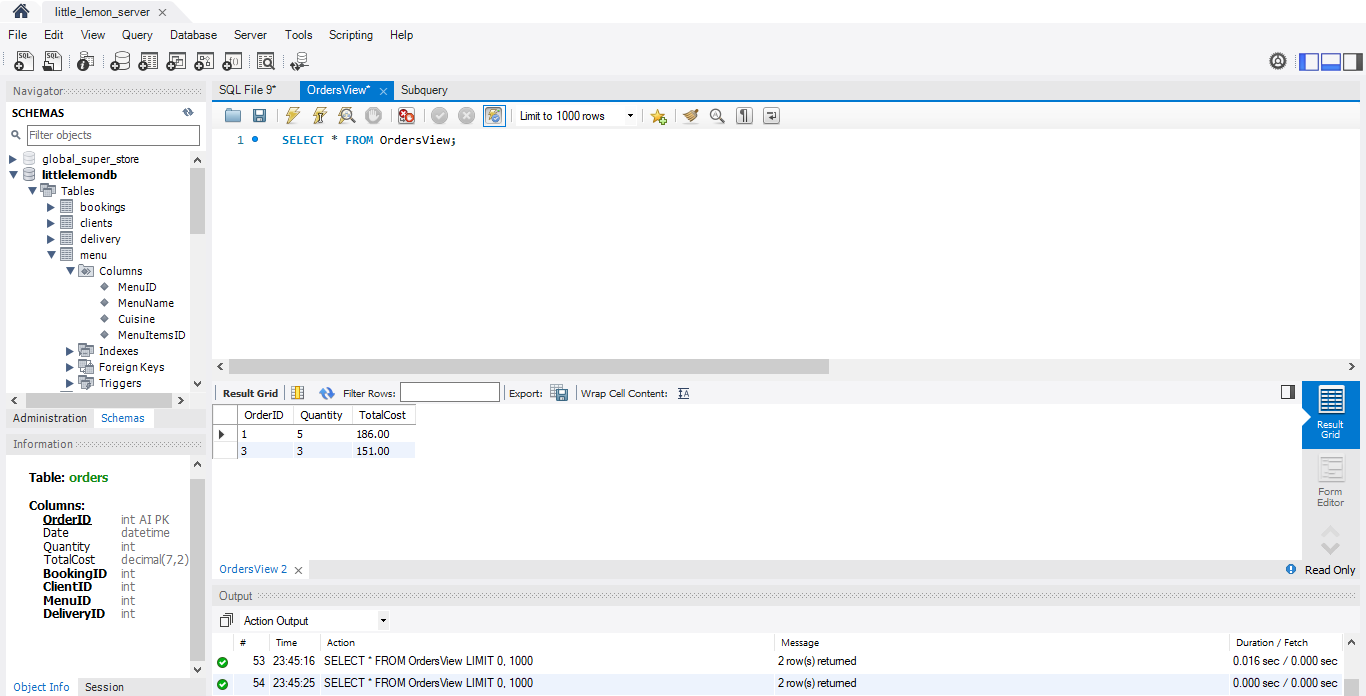 little_lemon_server
File Edit View Query Database Server Tools Scripting Help
Navigator
SCHEMAS
Filter objects
global_super_store
littlelemondb
Tables
bookings
clients
delivery
menu
Columns
MenuID
MenuName
Cuisine
MenuItemsID
Indexes
Foreign Keys
Triggers
Administration Schemas
Information
Table: orders
Columns:
OrderID int AI PK
Date datetime
Quantity int
TotalCost decimal(7,2)
BookingID int
ClientID int
MenuID int
DeliveryID int
Object Info Session
SQL File 9* OrdersView* Subquery
Limit to 1000 rows
1 SELECT * FROM OrdersView;
Result Grid Filter Rows: Export: Wrap Cell Content:
OrderID Quantity TotalCost
1 5 186.00
3 3 151.00
Result
Grid
Form
Editor
OrdersView 2 Read Only
Output
Action Output
# Time Action Message Duration / Fetch
53 23:45:16 SELECT * FROM OrdersView LIMIT 0, 1000 2 row(s) returned 0.016 sec / 0.000 sec
54 23:45:25 SELECT * FROM OrdersView LIMIT 0, 1000 2 row(s) returned 0.000 sec / 0.000 sec